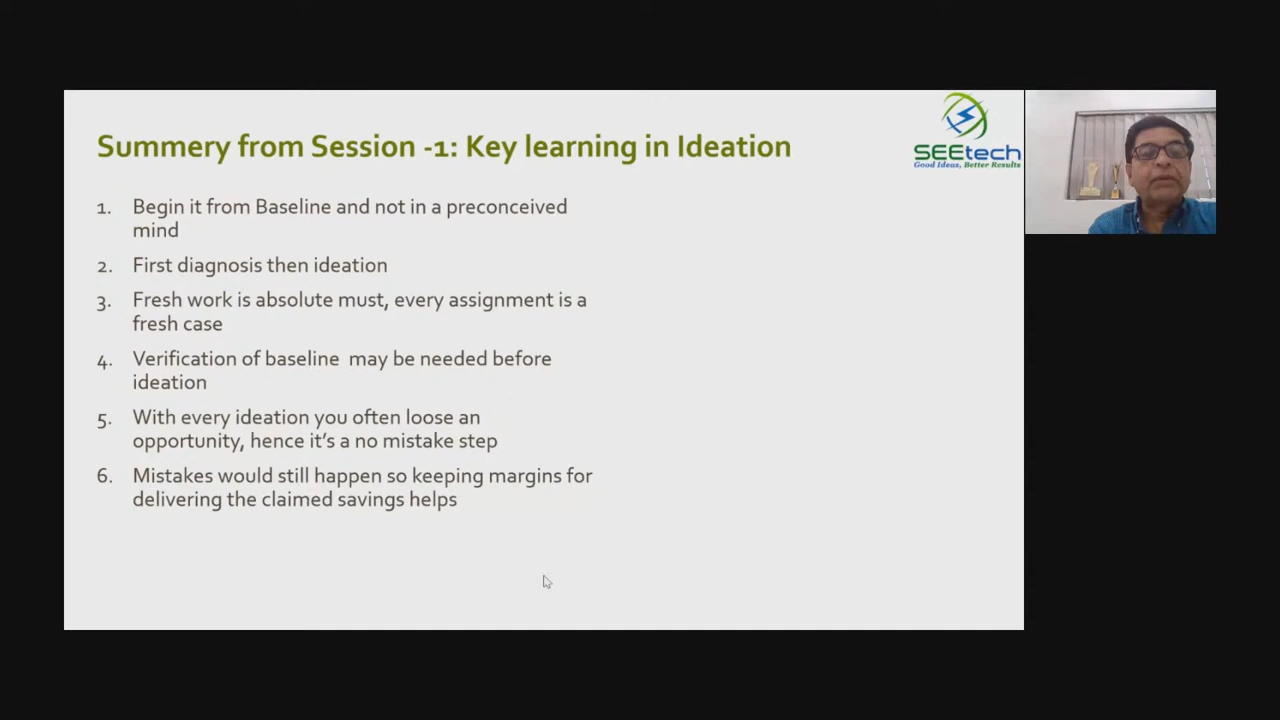 Summery from Session -1: Key learning in Ideation
SEEtech
Good Ideas, Better Results
1. Begin it from Baseline and not in a preconceived
mind
2. First diagnosis then ideation
3. Fresh work is absolute must, every assignment is a
fresh case
4. Verification of baseline may be needed before
ideation
5. With every ideation you often loose an
opportunity, hence it's a no mistake step
6. Mistakes would still happen so keeping margins for
delivering the claimed savings helps